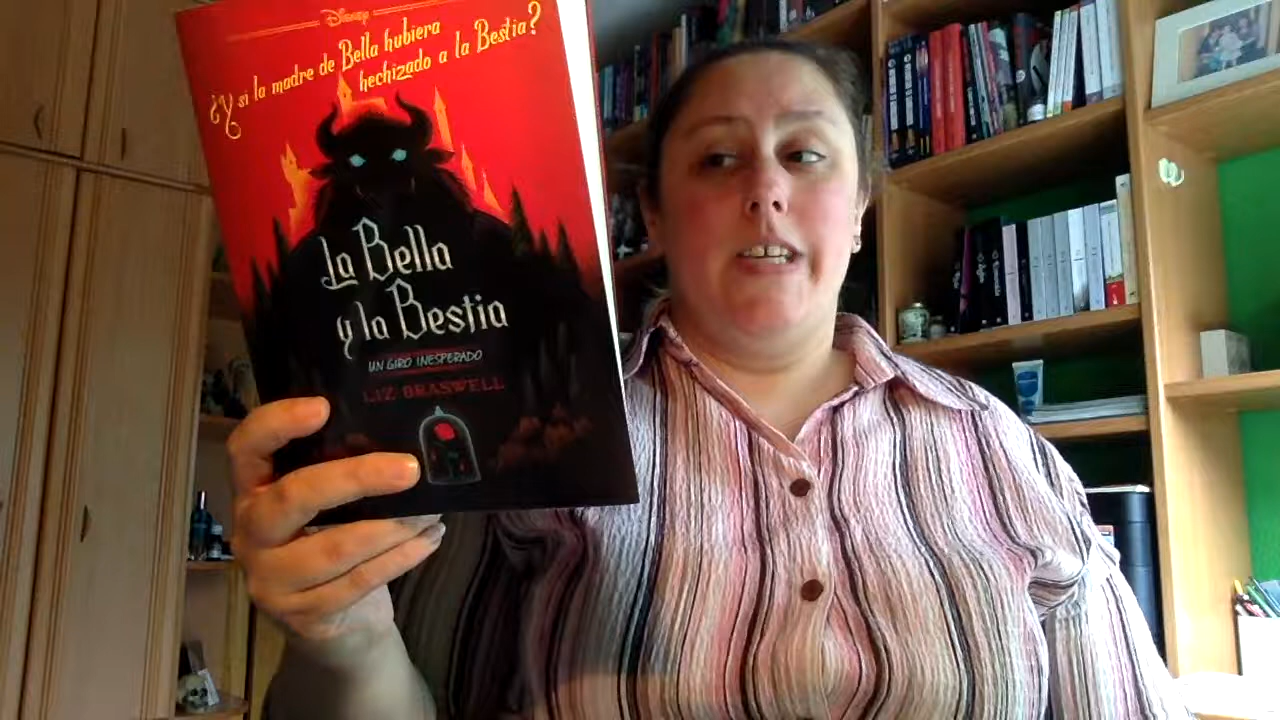 Disney
¿Y si la madre de Bella hubiera
hechizado a la Bestia?
La Bella
y la Bestia
UN GIRO INESPERADO
LIZ BRASWELL